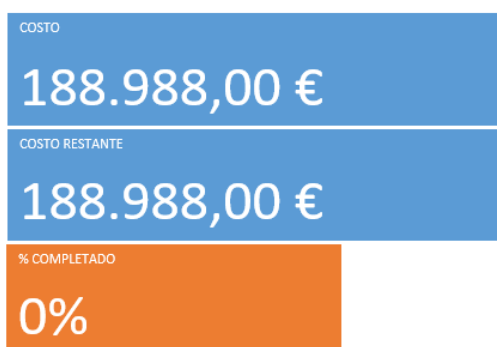 COSTO
188.988,00 €
COSTO RESTANTE
188.988,00 €
% COMPLETADO
0%